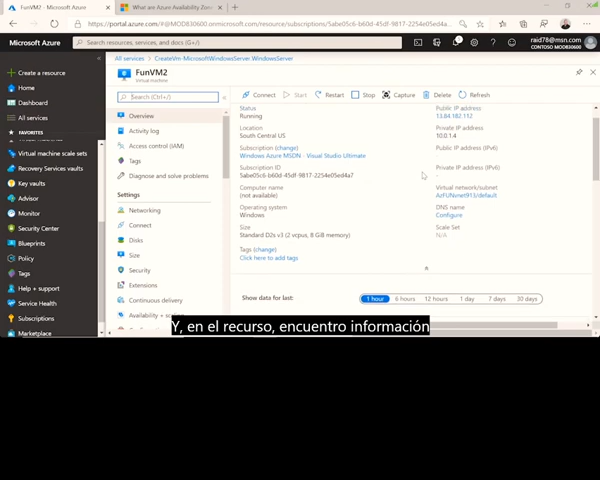 FunVM2 - Microsoft Azure
What are Azure Availability Zon
https://portal.azure.com/#@MOD830600.onmicrosoft.com/resource/subscriptions/5abe05c6-b60d-45df-9817-2254e05ed4a
Microsoft Azure
Search resources, services, and docs (G+/)
raid78@msn.com
CONTOSO MOD830600
All services > CreateVm-MicrosoftWindowsServer.WindowsServer
FunVM2
Virtual machine
Create a resource
Home
Dashboard
All services
FAVORITES
Virtual machine scale sets
Recovery Services vaults
Key vaults
Advisor
Monitor
Security Center
Blueprints
Policy
Tags
Help + support
Service Health
Subscriptions
Marketplace
Search (Ctrl+/)
Overview
Activity log
Access control (IAM)
Tags
Diagnose and solve problems
Settings
Networking
Connect
Disks
Size
Security
Extensions
Continuous delivery
Availability +
Connect
Start
Restart
Stop
Capture
Delete
Refresh
Status
Running
Location
South Central US
Subscription (change)
Windows Azure MSDN - Visual Studio Ultimate
Subscription ID
5abe05c6-b60d-45df-9817-2254e05ed4a7
Computer name
(not available)
Operating system
Windows
Size
Standard D2s v3 (2 vcpus, 8 GiB memory)
Tags (change)
Click here to add tags
Public IP address
13.84.182.112
Private IP address
10.0.1.4
Public IP address (IPv6)
-
Private IP address (IPv6)
-
Virtual network/subnet
AzFUNvnet913/default
DNS name
Configure
Scale Set
N/A
Show data for last:
1 hour
6 hours
12 hours
1 day
7 days
30 days
Y, en el recurso, encuentro información